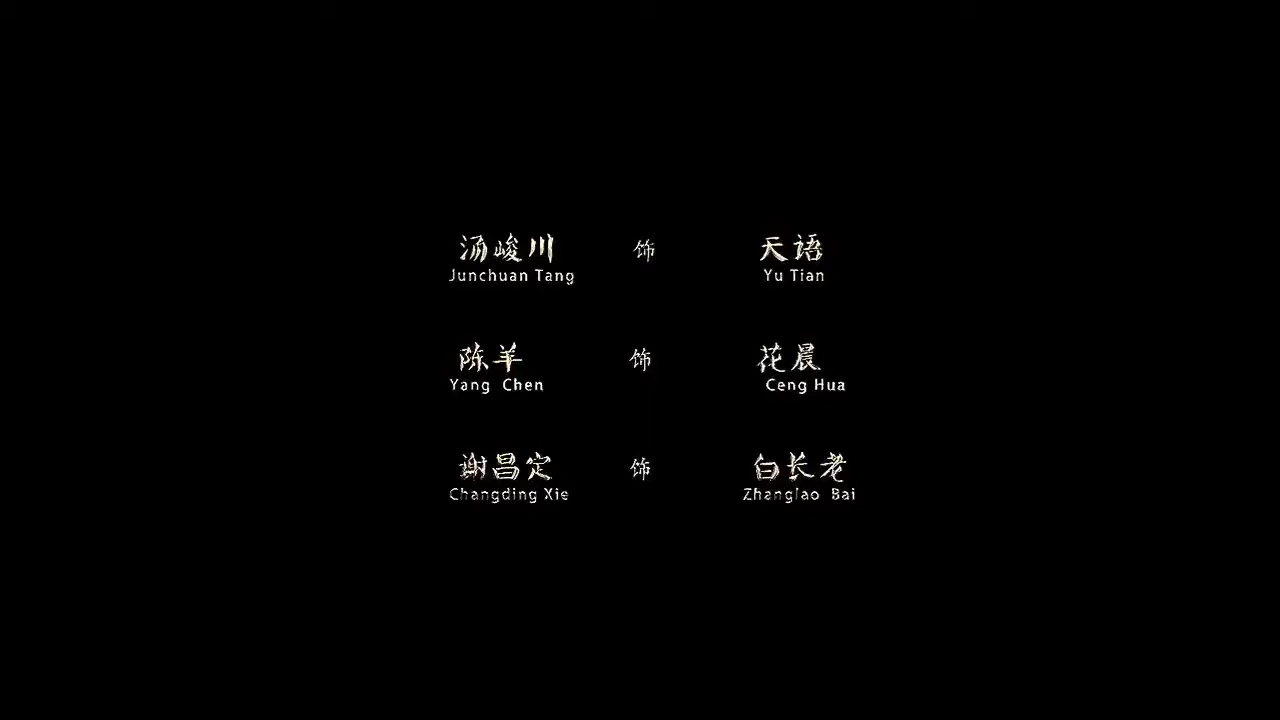 汤峻川 饰 天语
Junchuan Tang Yu Tian
陈羊 饰 花晨
Yang Chen Ceng Hua
谢昌定 饰 白长老
Changding Xie Zhanglao Bai